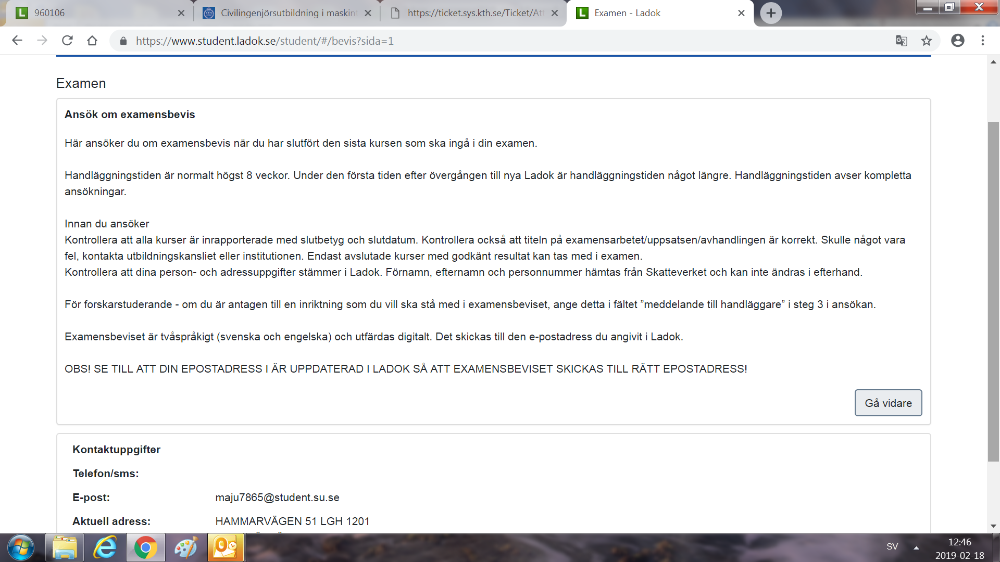 960106
Civilingenjörsutbildning i maskint
https://ticket.sys.kth.se/Ticket/Att
Examen - Ladok
https://www.student.ladok.se/student/#/bevis?sida=1
Examen
Ansök om examensbevis
Här ansöker du om examensbevis när du har slutfört den sista kursen som ska ingå i din examen.
Handläggningstiden är normalt högst 8 veckor. Under den första tiden efter övergången till nya Ladok är handläggningstiden något längre. Handläggningstiden avser kompletta
ansökningar.
Innan du ansöker
Kontrollera att alla kurser är inrapporterade med slutbetyg och slutdatum. Kontrollera också att titeln på examensarbetet/uppsatsen/avhandlingen är korrekt. Skulle något vara
fel, kontakta utbildningskansliet eller institutionen. Endast avslutade kurser med godkänt resultat kan tas med i examen.
Kontrollera att dina person- och adressuppgifter stämmer i Ladok. Förnamn, efternamn och personnummer hämtas från Skatteverket och kan inte ändras i efterhand.
För forskarstuderande - om du är antagen till en inriktning som du vill ska stå med i examensbeviset, ange detta i fältet ”meddelande till handläggare” i steg 3 i ansökan.
Examensbeviset är tvåspråkigt (svenska och engelska) och utfärdas digitalt. Det skickas till den e-postadress du angivit i Ladok.
OBS! SE TILL ATT DIN EPOSTADRESS I ÄR UPPDATERAD I LADOK SÅ ATT EXAMENSBEVISET SKICKAS TILL RÄTT EPOSTADRESS!
Gå vidare
Kontaktuppgifter
Telefon/sms:
E-post: maju7865@student.su.se
Aktuell adress: HAMMARVÄGEN 51 LGH 1201
SV
12:46
2019-02-18